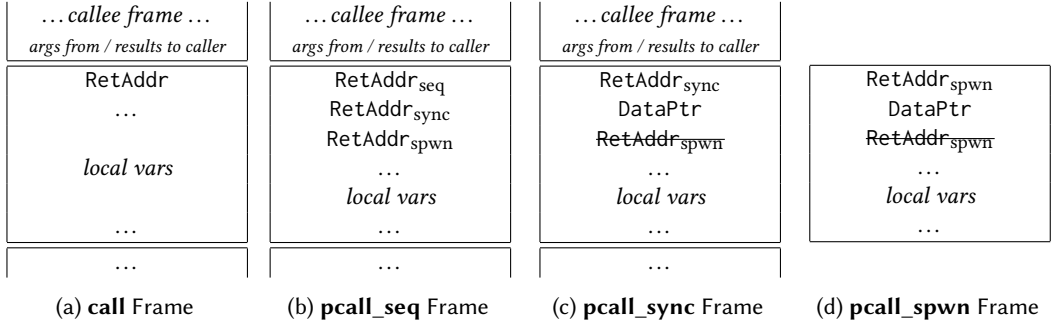 ... callee frame ...
args from / results to caller
RetAddr
...
local vars
...
...
(a) call Frame
... callee frame ...
args from / results to caller
RetAddrseq
RetAddrsync
RetAddrspwn
...
local vars
...
...
(b) pcall_seq Frame
... callee frame ...
args from / results to caller
RetAddrsync
DataPtr
RetAddrspwn
...
local vars
...
...
(c) pcall_sync Frame
RetAddrspwn
DataPtr
RetAddrspwn
...
local vars
...
(d) pcall_spwn Frame